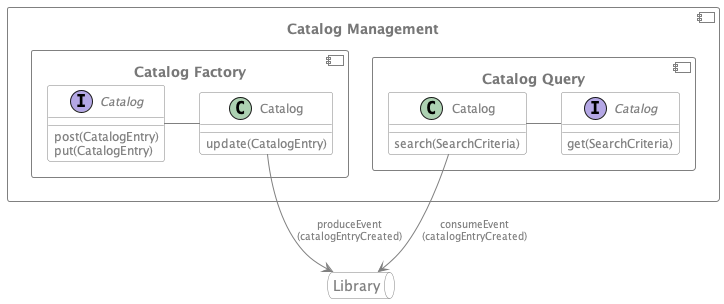 Catalog Management
Catalog Factory
I Catalog
post(CatalogEntry)
put(CatalogEntry)
C Catalog
update(CatalogEntry)
Catalog Query
C Catalog
search(SearchCriteria)
I Catalog
get(SearchCriteria)
produceEvent
(catalogEntryCreated)
consumeEvent
(catalogEntryCreated)
Library